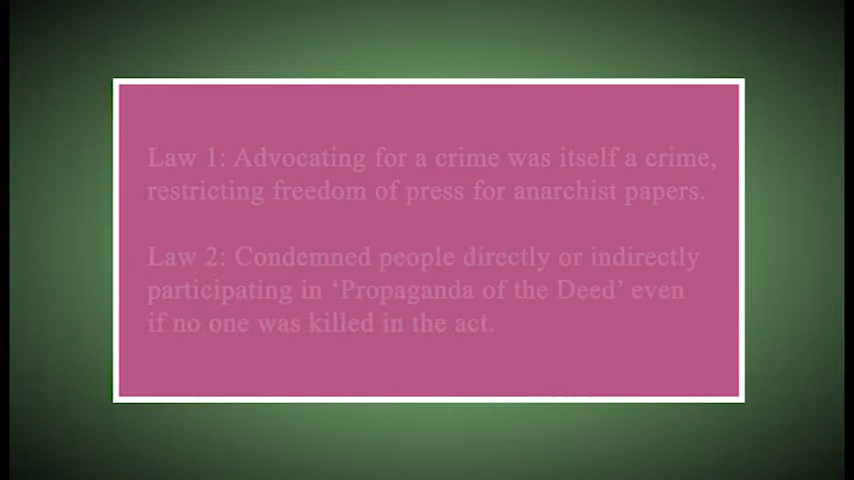 Law 1: Advocating for a crime was itself a crime,
restricting freedom of press for anarchist papers.
Law 2: Condemned people directly or indirectly
participating in ‘Propaganda of the Deed’ even
if no one was killed in the act.